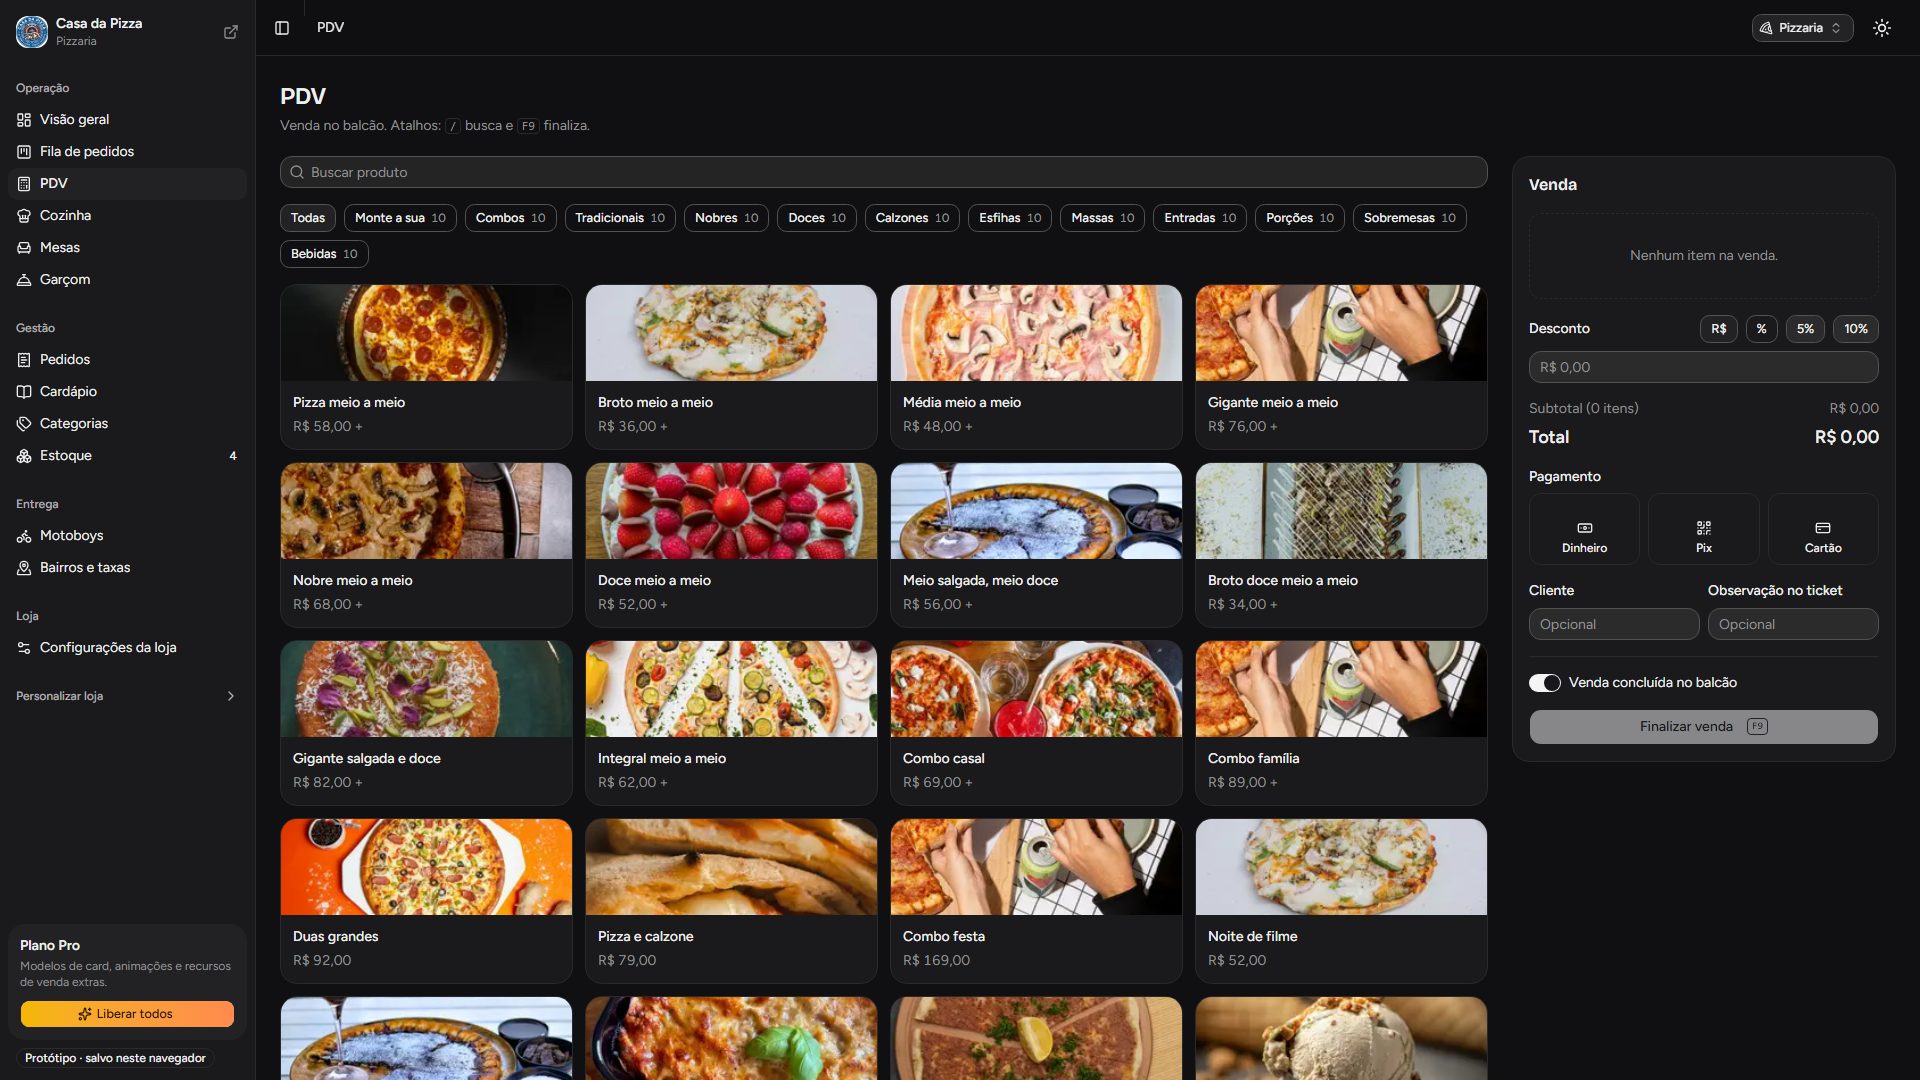 Casa da Pizza
Pizzaria
Operação
Visão geral
Fila de pedidos
PDV
Cozinha
Mesas
Garçom
Gestão
Pedidos
Cardápio
Categorias
Estoque 4
Entrega
Motoboys
Bairros e taxas
Loja
Configurações da loja
Personalizar loja
Plano Pro
Modelos de card, animações e recursos
de venda extras.
Liberar todos
Protótipo · salvo neste navegador
PDV
Pizzaria
PDV
Venda no balcão. Atalhos: / busca e F9 finaliza.
Buscar produto
Todas Monte a sua 10 Combos 10 Tradicionais 10 Nobres 10 Doces 10 Calzones 10 Esfihas 10 Massas 10 Entradas 10 Porções 10 Sobremesas 10
Bebidas 10
Pizza meio a meio
R$ 58,00 +
Broto meio a meio
R$ 36,00 +
Média meio a meio
R$ 48,00 +
Gigante meio a meio
R$ 76,00 +
Nobre meio a meio
R$ 68,00 +
Doce meio a meio
R$ 52,00 +
Meio salgada, meio doce
R$ 56,00 +
Broto doce meio a meio
R$ 34,00 +
Gigante salgada e doce
R$ 82,00 +
Integral meio a meio
R$ 62,00 +
Combo casal
R$ 69,00 +
Combo família
R$ 89,00 +
Duas grandes
R$ 92,00
Pizza e calzone
R$ 79,00
Combo festa
R$ 169,00
Noite de filme
R$ 52,00
Venda
Nenhum item na venda.
Desconto R$ % 5% 10%
R$ 0,00
Subtotal (0 itens) R$ 0,00
Total R$ 0,00
Pagamento
Dinheiro Pix Cartão
Cliente Observação no ticket
Opcional Opcional
Venda concluída no balcão
Finalizar venda F9